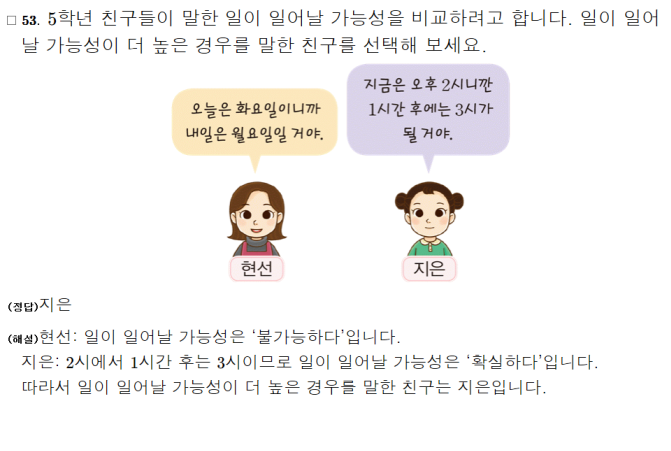 □ 53. 5학년 친구들이 말한 일이 일어날 가능성을 비교하려고 합니다. 일이 일어
날 가능성이 더 높은 경우를 말한 친구를 선택해 보세요.
오늘은 화요일이니까
내일은 월요일일 거야.
지금은 오후 2시니깐
1시간 후에는 3시가
될 거야.
현선
지은
(정답)지은
(해설)현선: 일이 일어날 가능성은 ‘불가능하다’입니다.
지은: 2시에서 1시간 후는 3시이므로 일이 일어날 가능성은 ‘확실하다’입니다.
따라서 일이 일어날 가능성이 더 높은 경우를 말한 친구는 지은입니다.